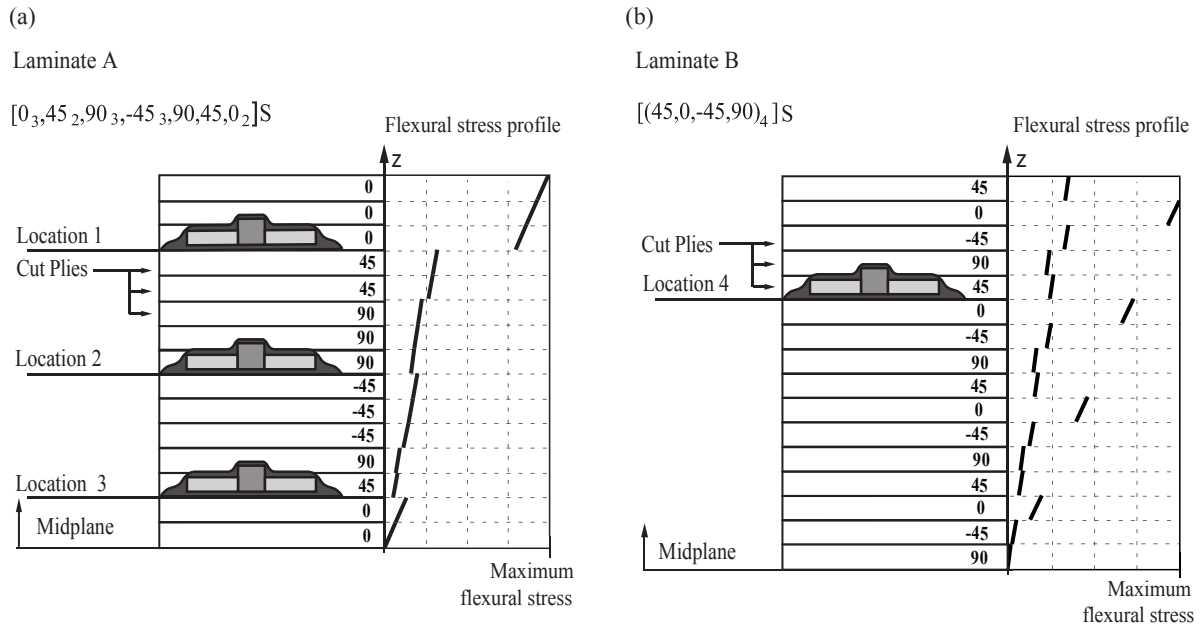 (a)
Laminate A
[0₃,45₂,90₃,-45₃,90,45,0₂]S
Flexural stress profile
z
0
0
0
Location 1
Cut Plies
45
45
90
90
Location 2
90
-45
-45
-45
90
Location 3
45
0
Midplane
0
Maximum
flexural stress
(b)
Laminate B
[(45,0,-45,90)₄]S
Flexural stress profile
z
45
0
Cut Plies
-45
90
Location 4
45
0
-45
90
45
0
-45
90
45
0
-45
Midplane
90
Maximum
flexural stress